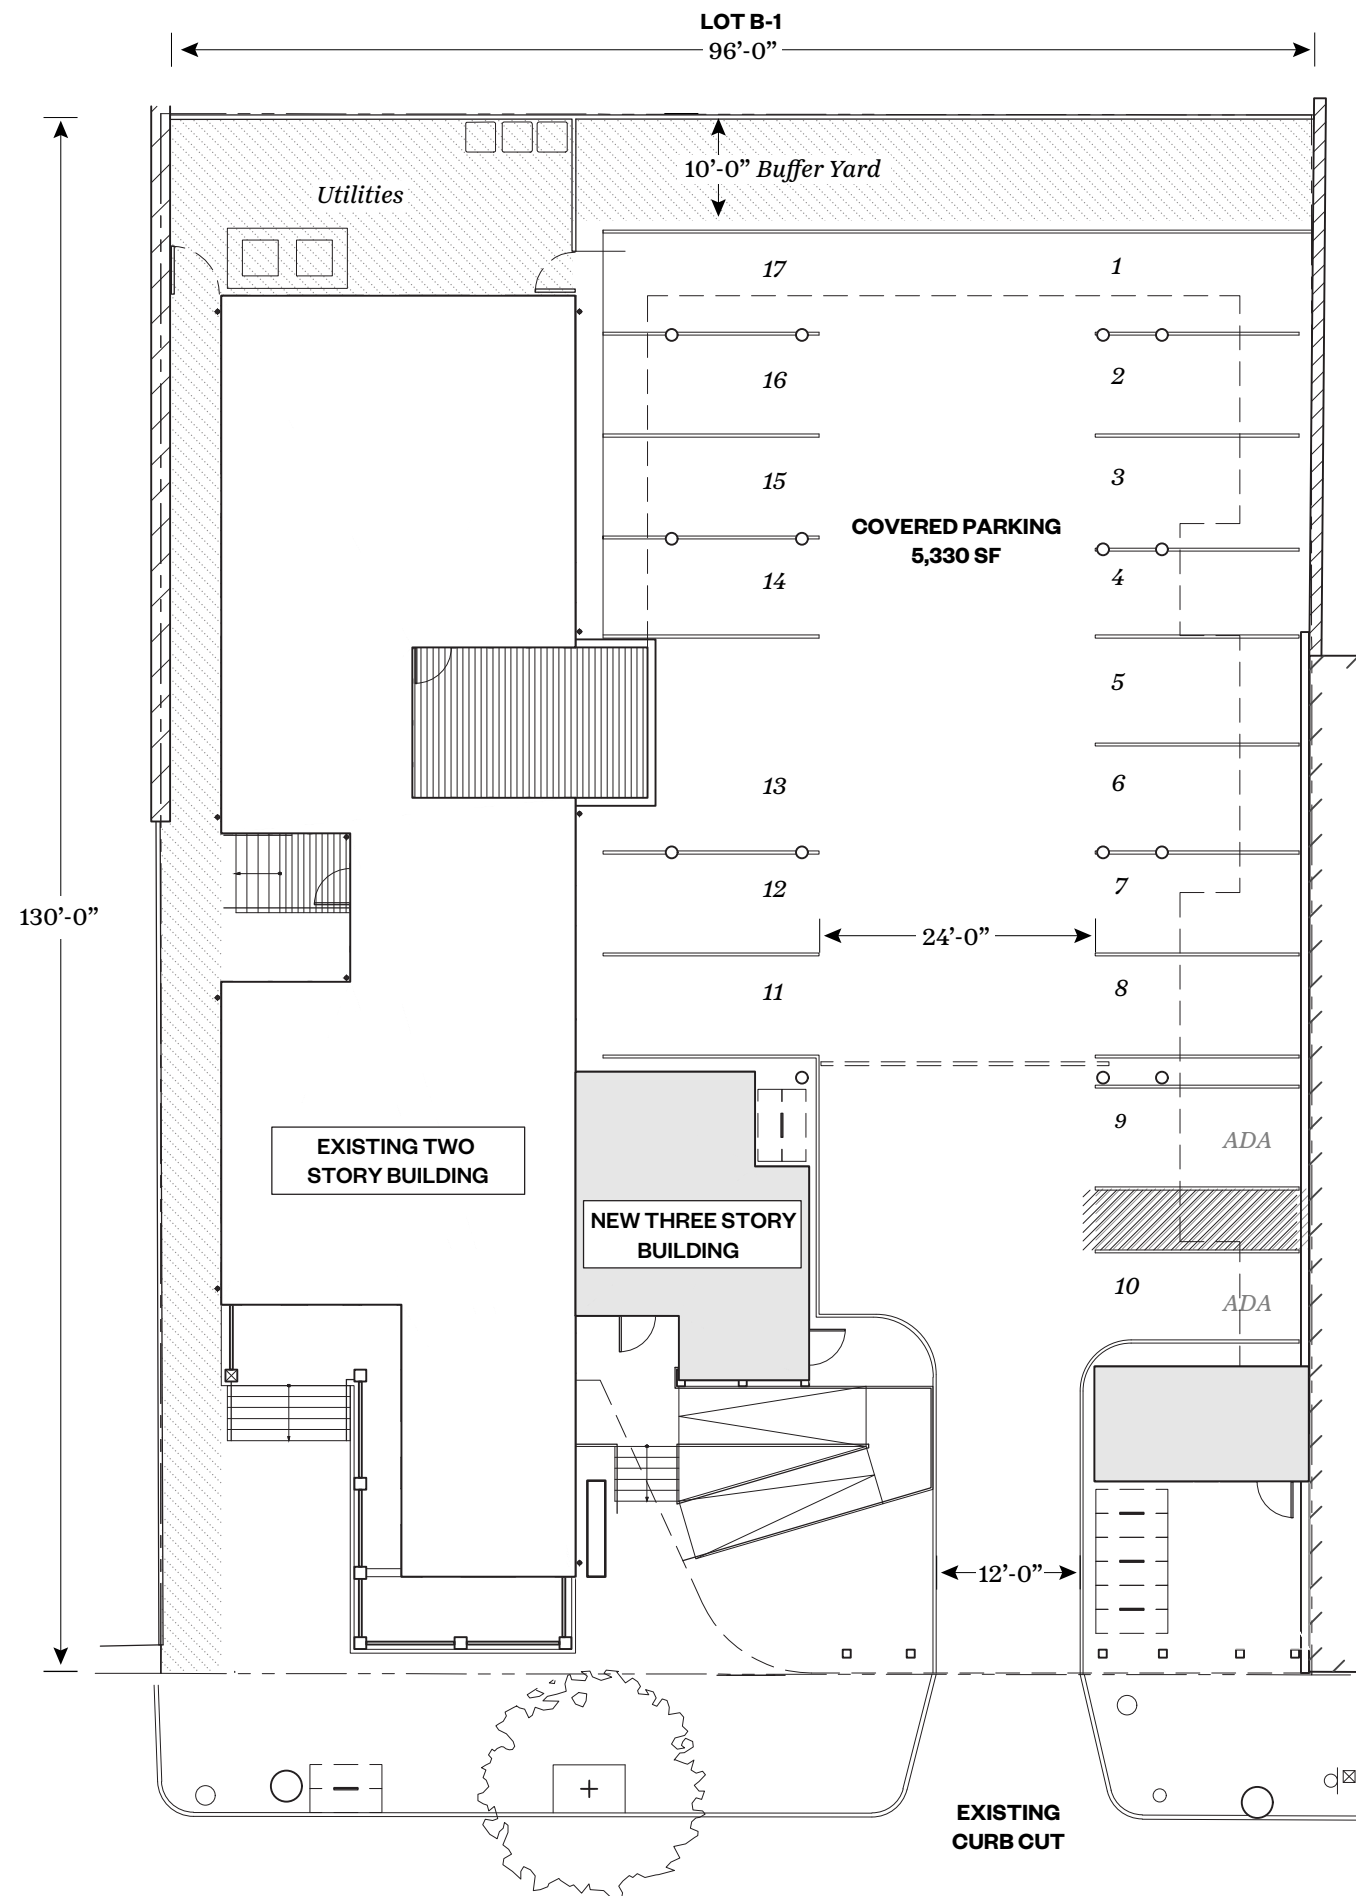 LOT B-1
96’-0”
10’-0” Buffer Yard
Utilities
17
1
16
2
15
3
COVERED PARKING
5,330 SF
14
4
5
13
6
12
7
130’-0”
24’-0”
11
8
9
ADA
EXISTING TWO
STORY BUILDING
NEW THREE STORY
BUILDING
10
ADA
12’-0”
EXISTING
CURB CUT